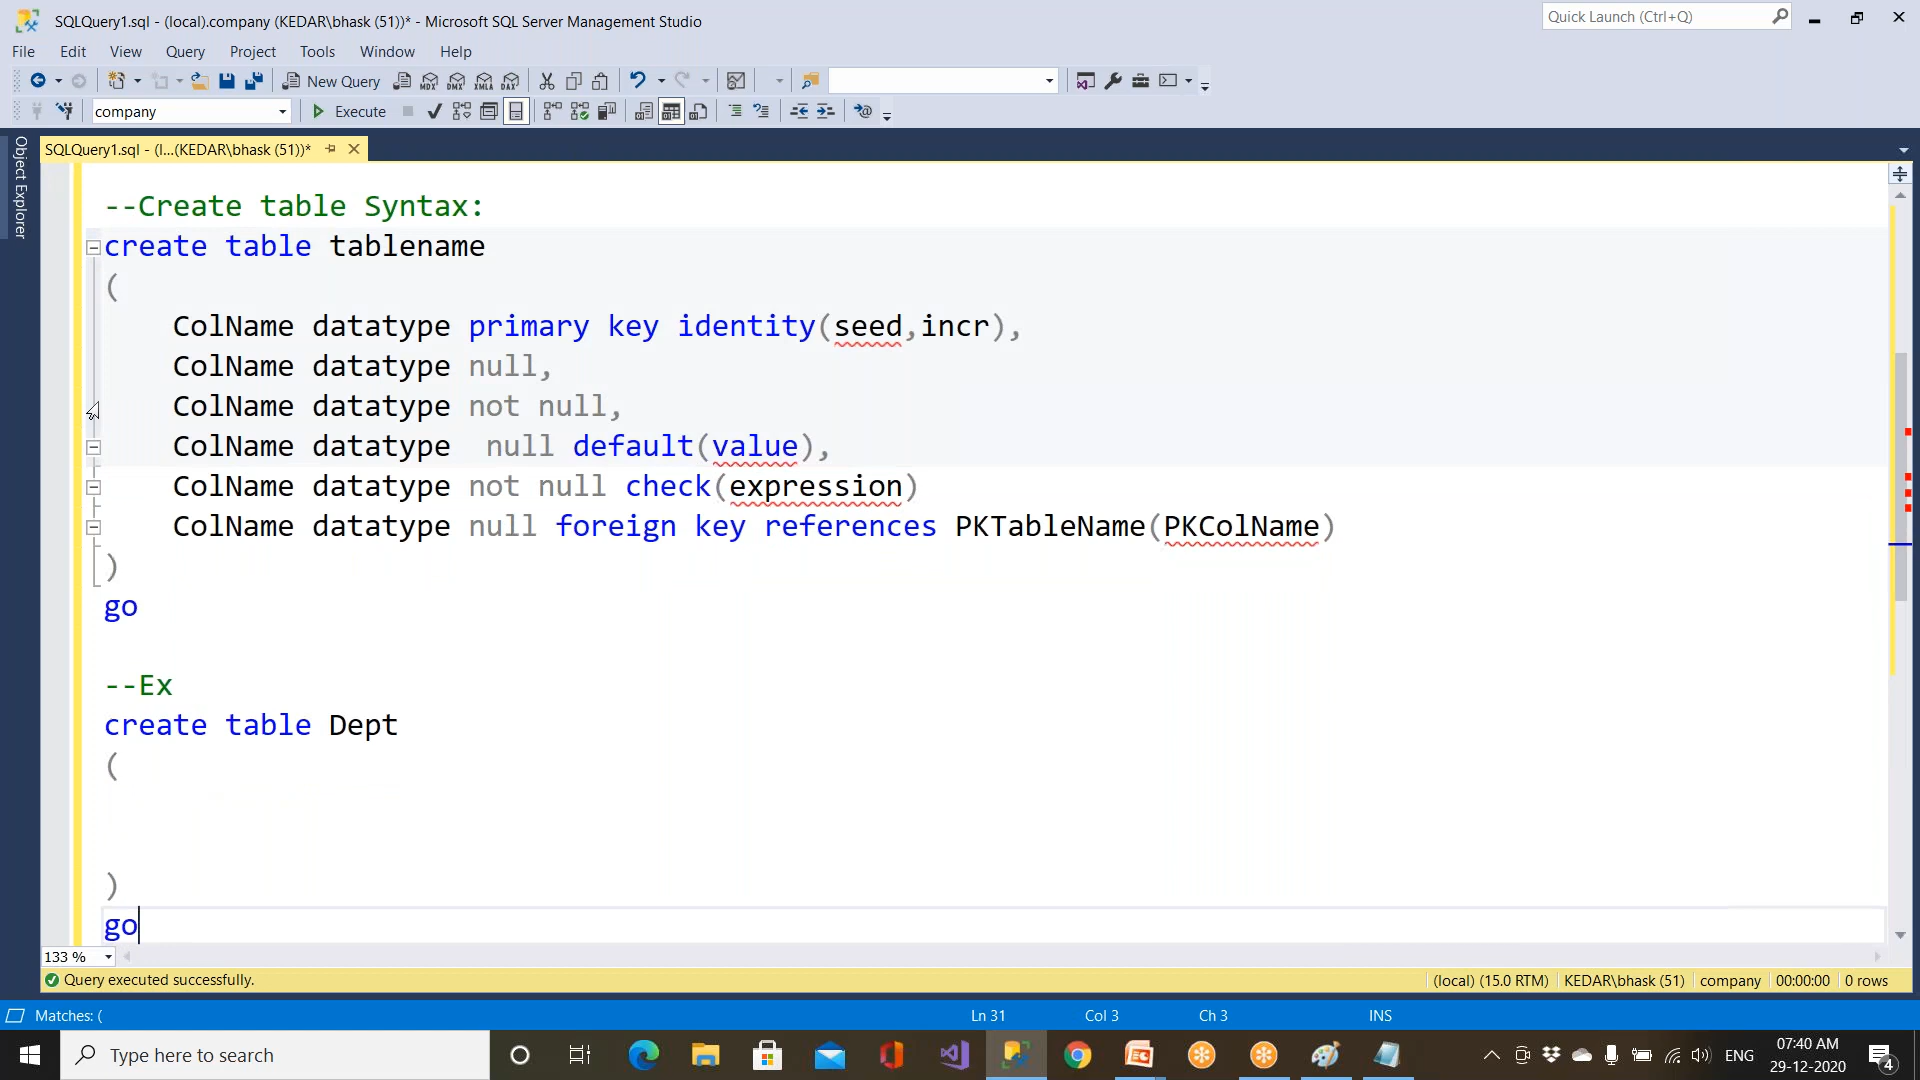 SQLQuery1.sql - (local).company (KEDAR\bhask (51))* - Microsoft SQL Server Management Studio
Quick Launch (Ctrl+Q)
File Edit View Query Project Tools Window Help
New Query MDX DMX XMLA DAX
company Execute
Object Explorer
SQLQuery1.sql - (l...(KEDAR\bhask (51))*
--Create table Syntax:
create table tablename
(
ColName datatype primary key identity(seed,incr),
ColName datatype null,
ColName datatype not null,
ColName datatype  null default(value),
ColName datatype not null check(expression)
ColName datatype null foreign key references PKTableName(PKColName)
)
go
--Ex
create table Dept
(
)
go
133 %
Query executed successfully. (local) (15.0 RTM) KEDAR\bhask (51) company 00:00:00 0 rows
Matches: ( Ln 31 Col 3 Ch 3 INS
Type here to search ENG 07:40 AM
29-12-2020 4